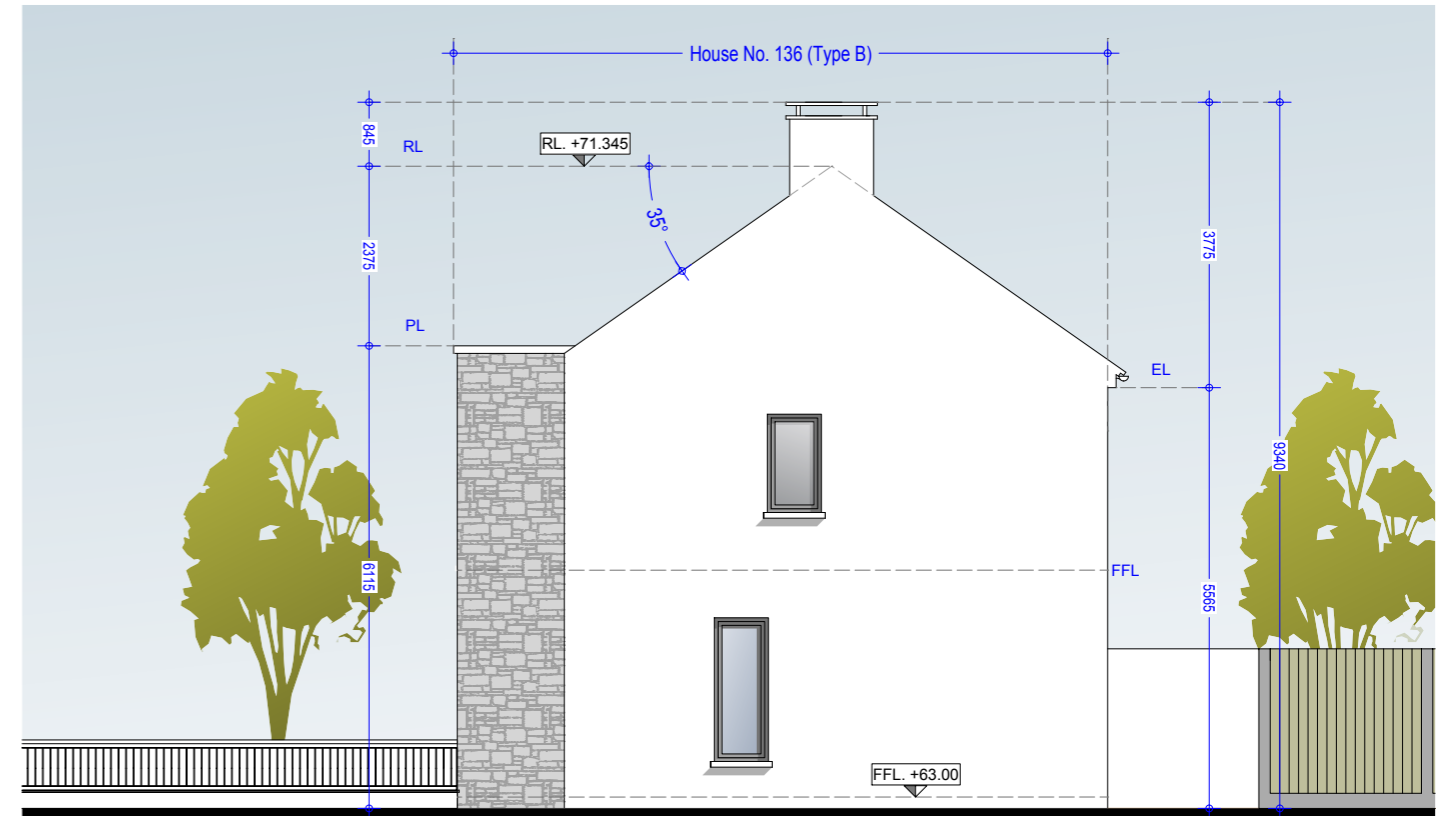 House No. 136 (Type B)
845
RL
RL. +71.345
35°
2375
3775
PL
EL
9340
6115
FFL
5565
FFL. +63.00